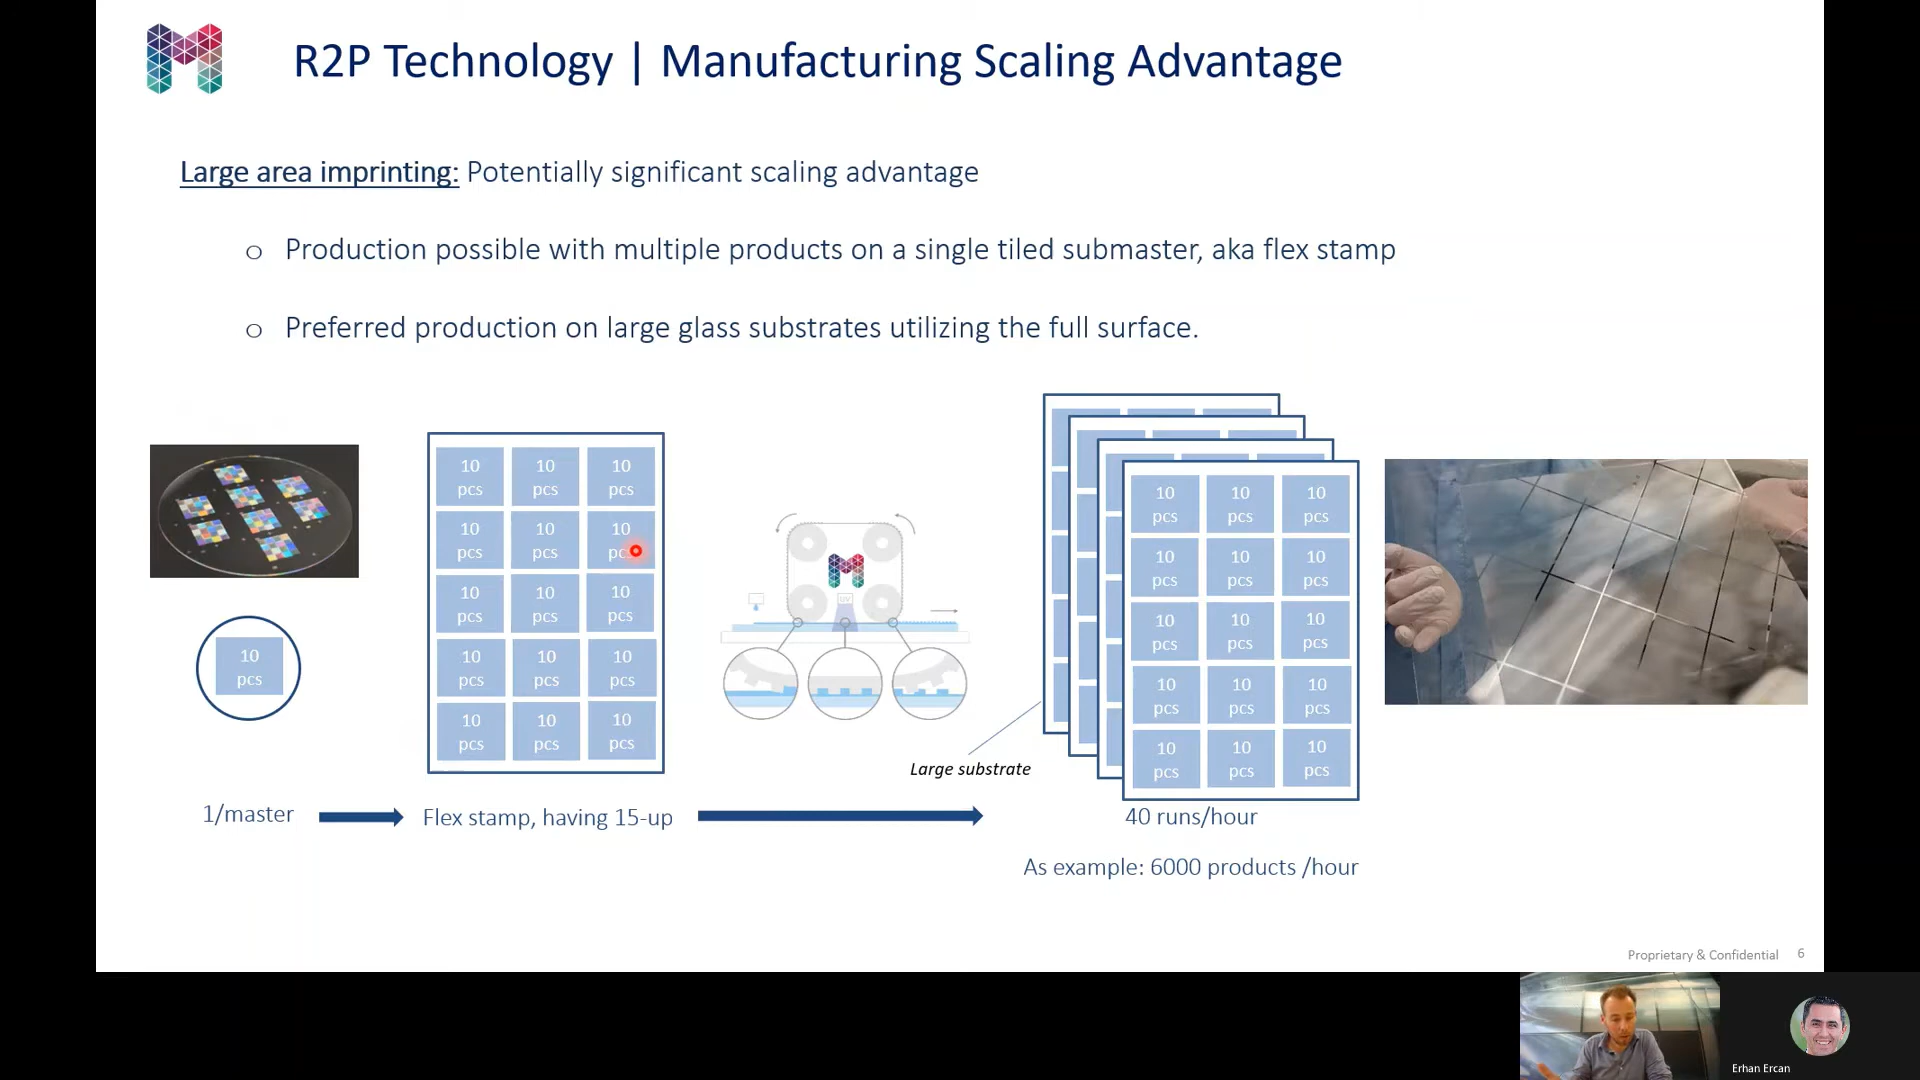 R2P Technology | Manufacturing Scaling Advantage
Large area imprinting: Potentially significant scaling advantage
o Production possible with multiple products on a single tiled submaster, aka flex stamp
o Preferred production on large glass substrates utilizing the full surface.
10
pcs
10 10 10
pcs pcs pcs
10 10 10
pcs pcs
10 10 10
pcs pcs pcs
10 10 10
pcs pcs pcs
10 10 10
pcs pcs pcs
UV
10 10 10
pcs pcs pcs
10 10 10
pcs pcs pcs
10 10 10
pcs pcs pcs
10 10 10
pcs pcs pcs
10 10 10
pcs pcs pcs
Large substrate
1/master
Flex stamp, having 15-up
40 runs/hour
As example: 6000 products /hour
Proprietary & Confidential 6
Erhan Ercan